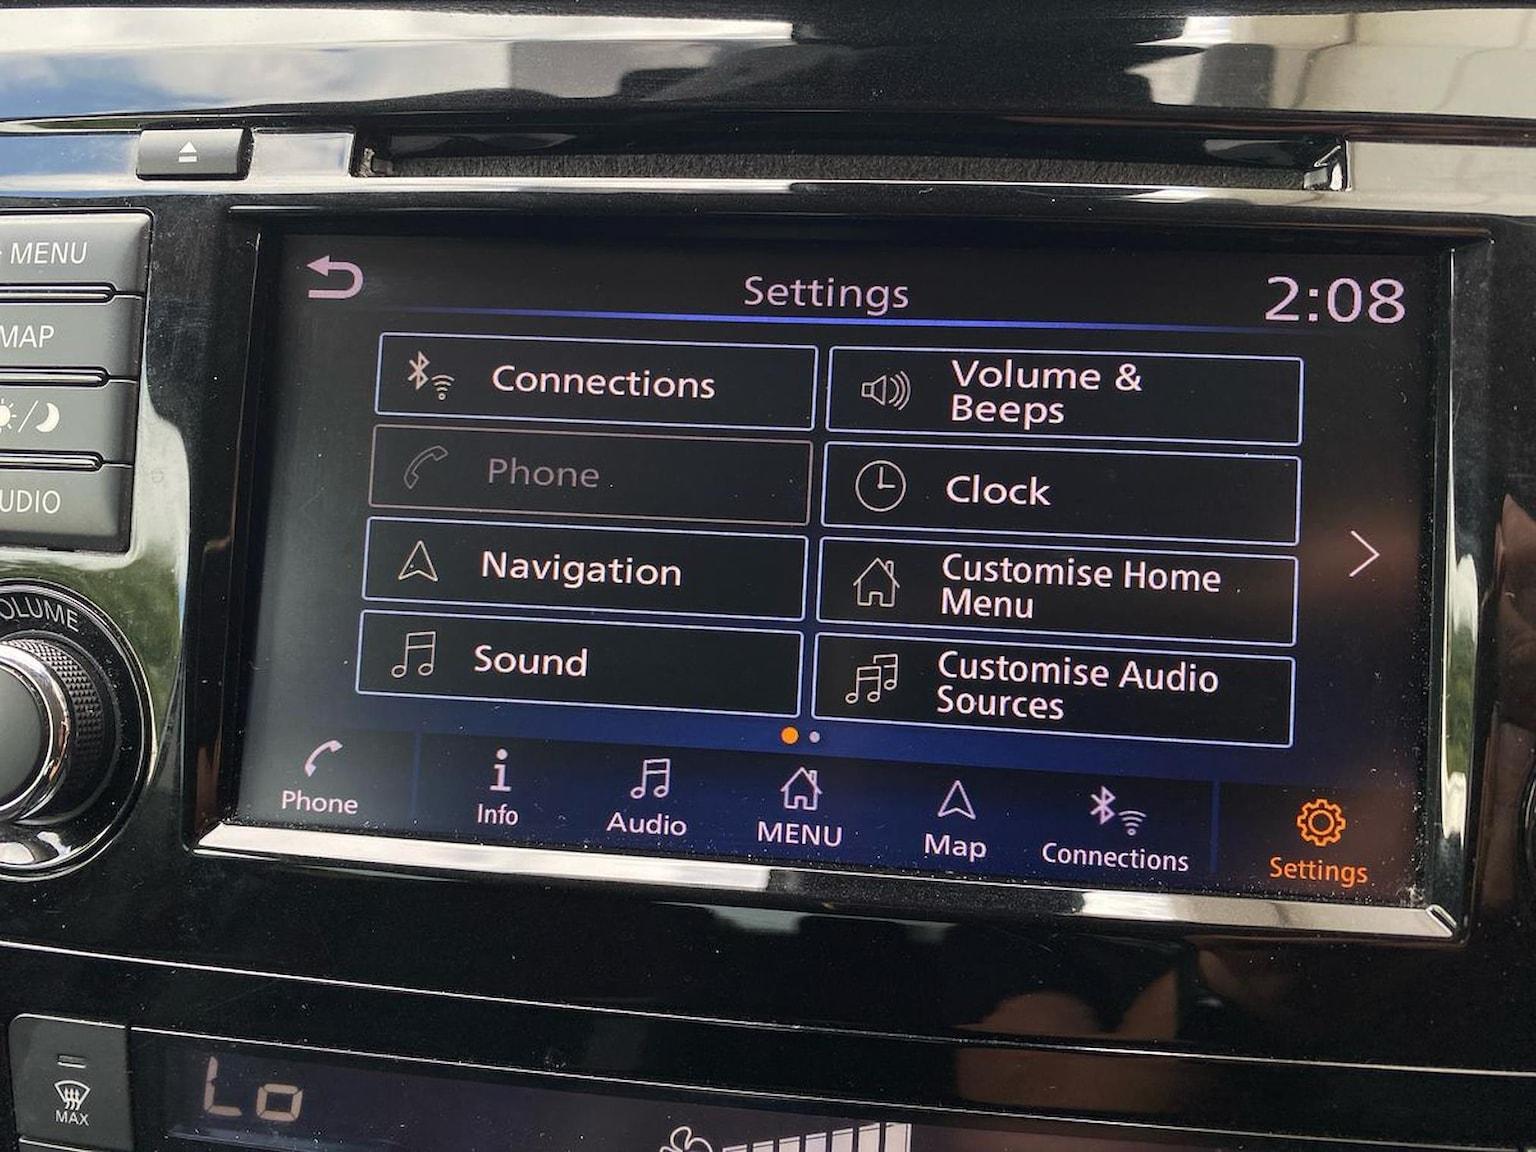 MENU
MAP
UDIO
OLUME
Settings
2:08
Connections
Volume &
Beeps
Phone
Clock
Navigation
Customise Home
Menu
Sound
Customise Audio
Sources
Phone
Info
Audio
MENU
Map
Connections
Settings
MAX
Lo